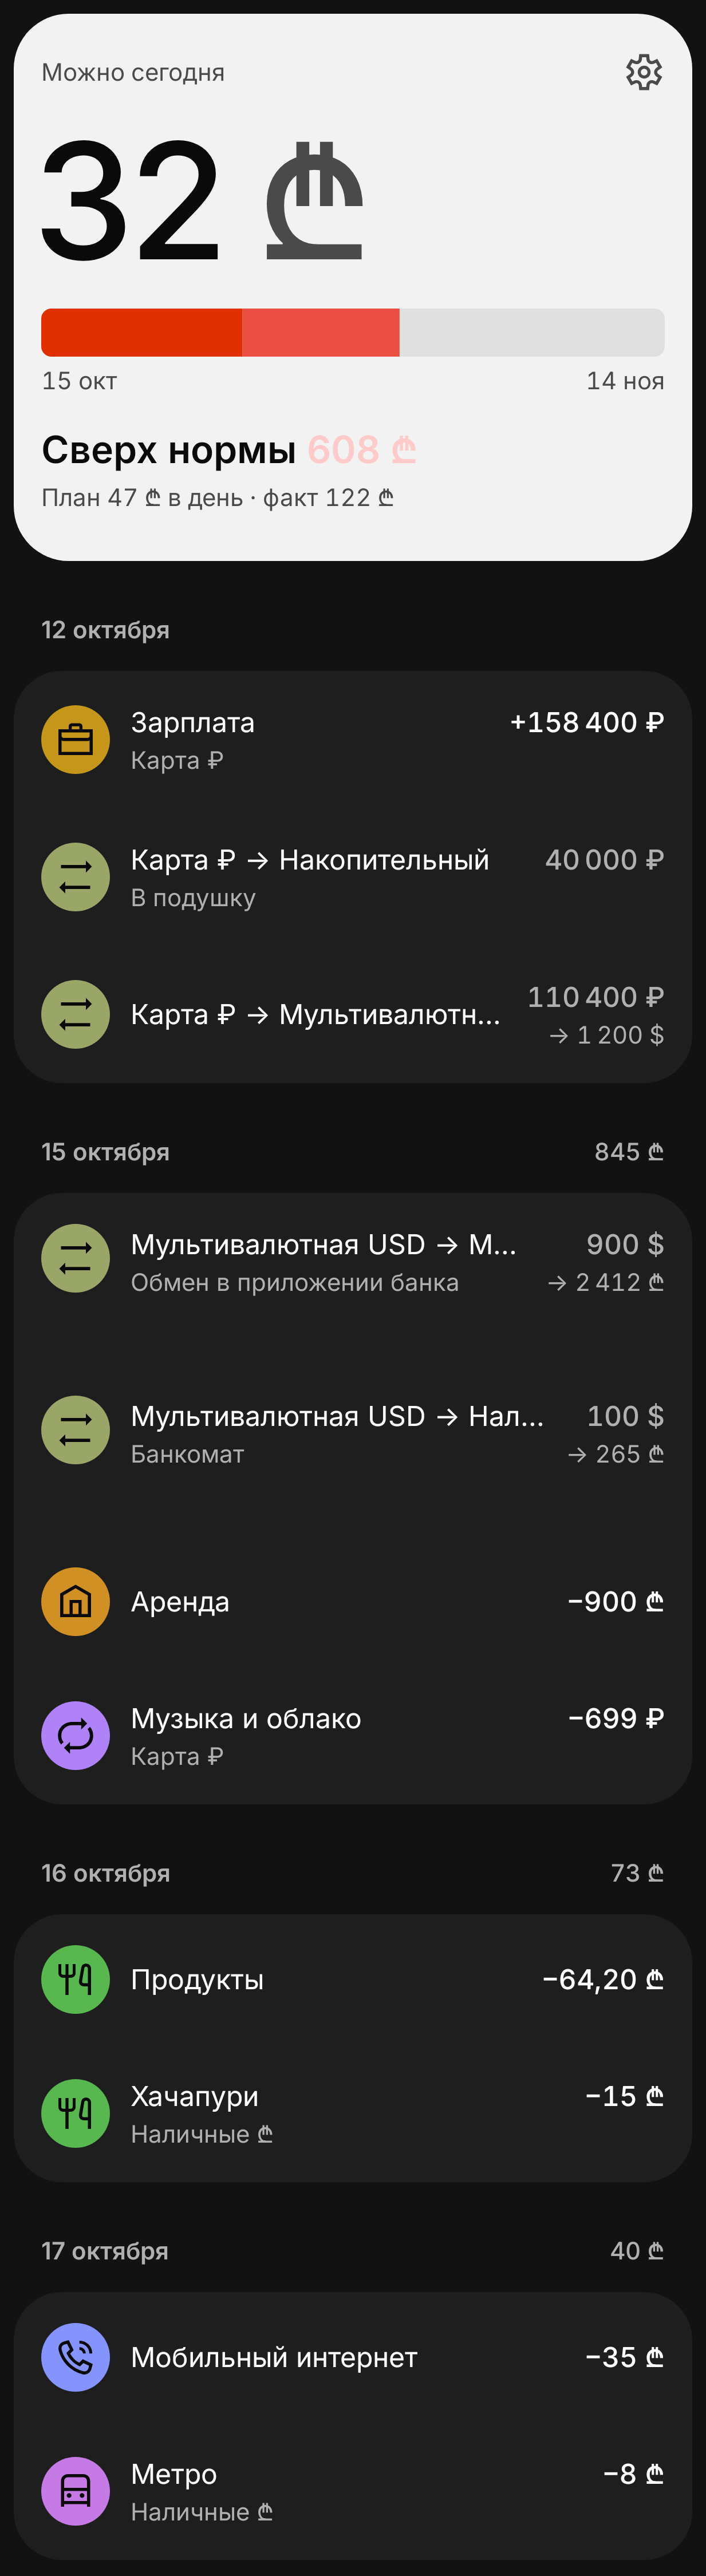 Можно сегодня
32 ₾
15 окт 14 ноя
Сверх нормы 608 ₾
План 47 ₾ в день · факт 122 ₾
12 октября
Зарплата +158 400 ₽
Карта ₽
Карта ₽ → Накопительный 40 000 ₽
В подушку
Карта ₽ → Мультивалютн... 110 400 ₽
→ 1 200 $
15 октября 845 ₾
Мультивалютная USD → М... 900 $
Обмен в приложении банка → 2 412 ₾
Мультивалютная USD → Нал... 100 $
Банкомат → 265 ₾
Аренда −900 ₾
Музыка и облако −699 ₽
Карта ₽
16 октября 73 ₾
Продукты −64,20 ₾
Хачапури −15 ₾
Наличные ₾
17 октября 40 ₾
Мобильный интернет −35 ₾
Метро −8 ₾
Наличные ₾